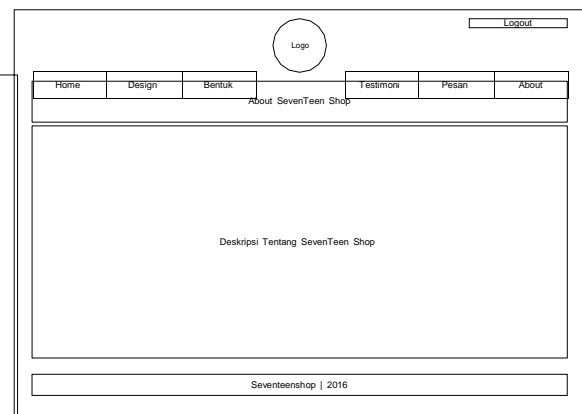 Logout
Logo
Home Design Bentuk Testimoni Pesan About
About SevenTeen Shop
Deskripsi Tentang SevenTeen Shop
Seventeenshop | 2016